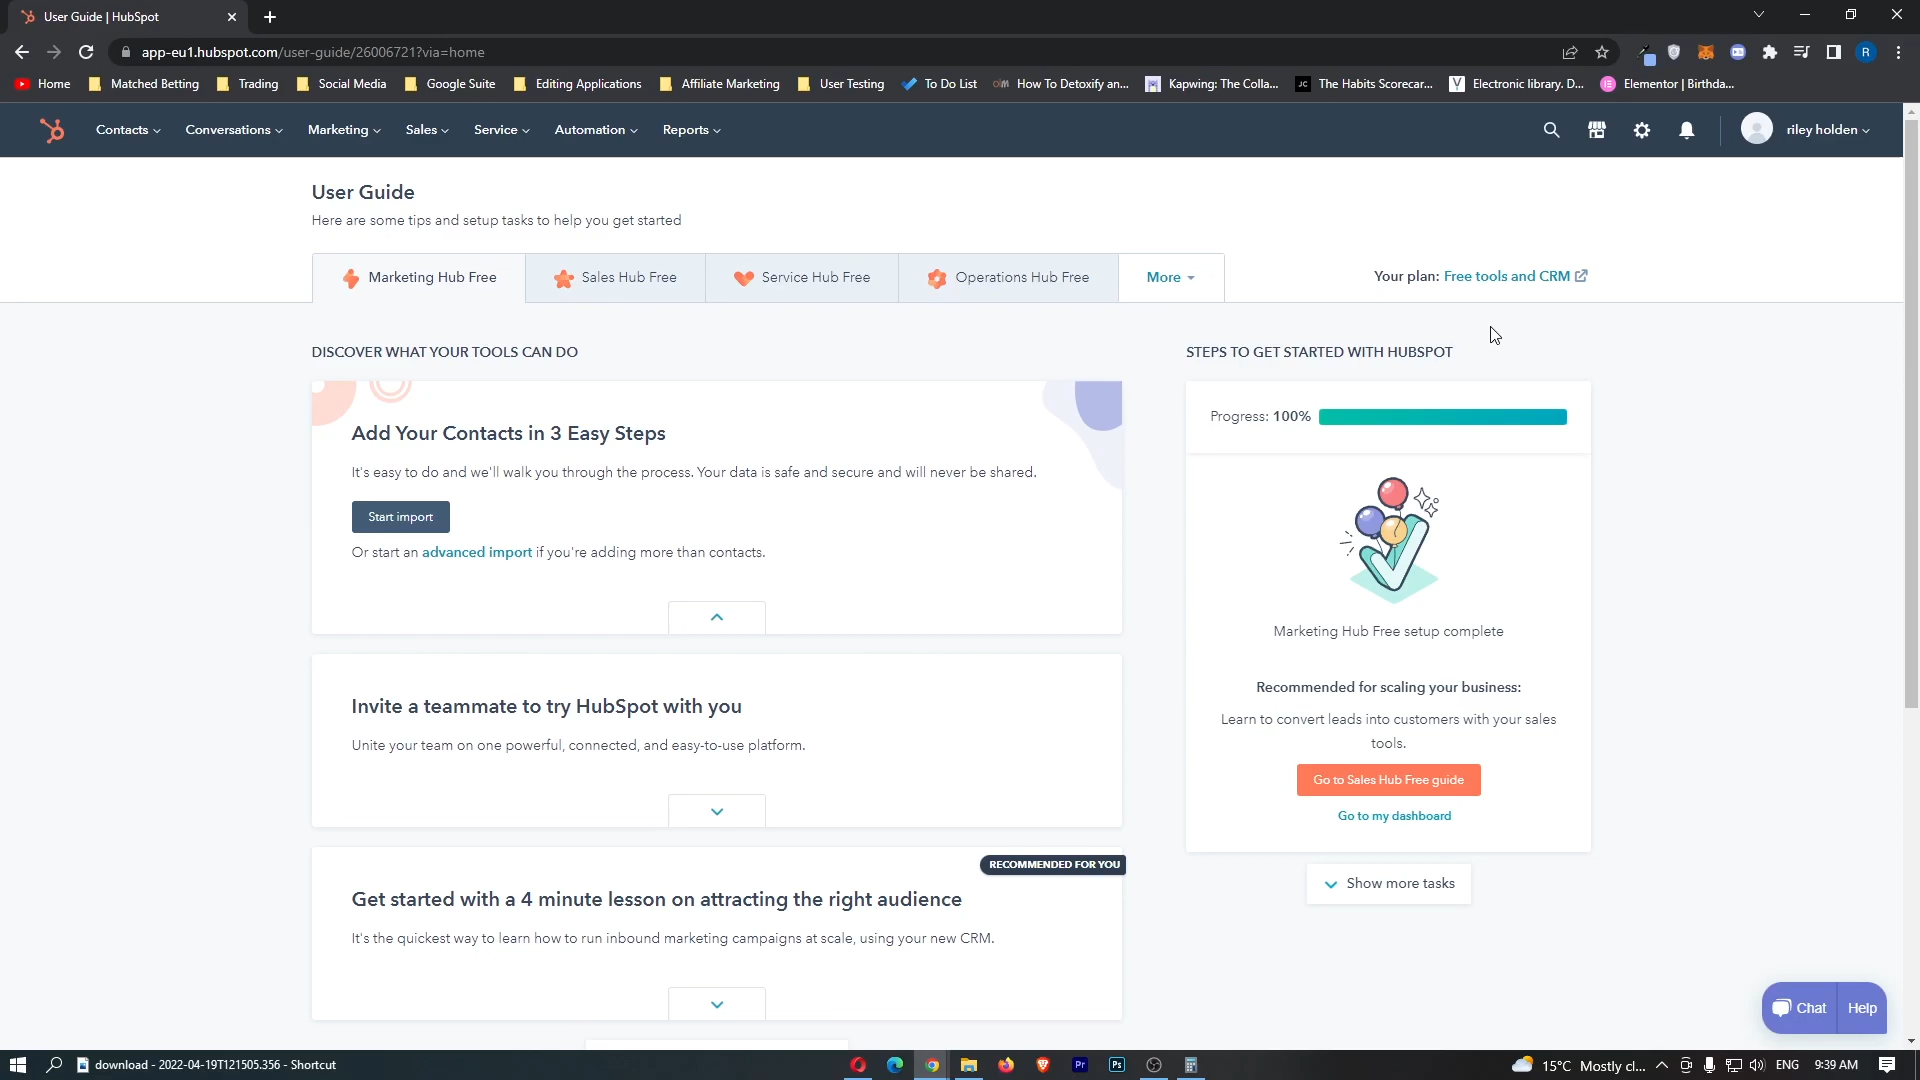 User Guide | HubSpot
app-eu1.hubspot.com/user-guide/26006721?via=home
Home Matched Betting Trading Social Media Google Suite Editing Applications Affiliate Marketing User Testing To Do List How To Detoxify an... Kapwing: The Colla... JC The Habits Scorecar... Electronic library. D... Elementor | Birthda...
Contacts Conversations Marketing Sales Service Automation Reports riley holden
User Guide
Here are some tips and setup tasks to help you get started
Marketing Hub Free Sales Hub Free Service Hub Free Operations Hub Free More Your plan: Free tools and CRM
DISCOVER WHAT YOUR TOOLS CAN DO
Add Your Contacts in 3 Easy Steps
It's easy to do and we'll walk you through the process. Your data is safe and secure and will never be shared.
Start import
Or start an advanced import if you're adding more than contacts.
Invite a teammate to try HubSpot with you
Unite your team on one powerful, connected, and easy-to-use platform.
RECOMMENDED FOR YOU
Get started with a 4 minute lesson on attracting the right audience
It's the quickest way to learn how to run inbound marketing campaigns at scale, using your new CRM.
STEPS TO GET STARTED WITH HUBSPOT
Progress: 100%
Marketing Hub Free setup complete
Recommended for scaling your business:
Learn to convert leads into customers with your sales
tools.
Go to Sales Hub Free guide
Go to my dashboard
Show more tasks
Chat Help
download - 2022-04-19T121505.356 - Shortcut Pr Ps 15°C Mostly cl... ENG 9:39 AM